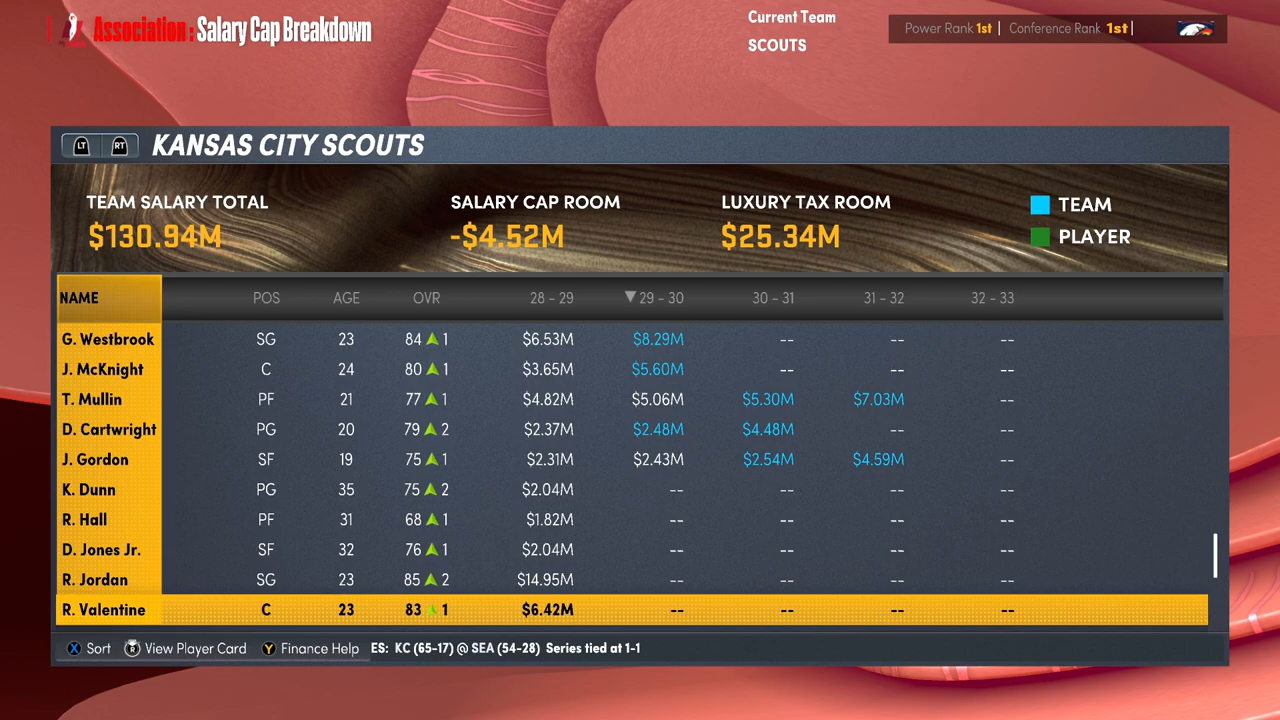 Association : Salary Cap Breakdown
Current Team
SCOUTS
Power Rank 1st | Conference Rank 1st |
LT RT KANSAS CITY SCOUTS
TEAM SALARY TOTAL SALARY CAP ROOM LUXURY TAX ROOM TEAM
$130.94M -$4.52M $25.34M PLAYER
NAME POS AGE OVR 28 - 29 ▼29 - 30 30 - 31 31 - 32 32 - 33
G. Westbrook SG 23 84 ▲ 1 $6.53M $8.29M -- -- --
J. McKnight C 24 80 ▲ 1 $3.65M $5.60M -- -- --
T. Mullin PF 21 77 ▲ 1 $4.82M $5.06M $5.30M $7.03M --
D. Cartwright PG 20 79 ▲ 2 $2.37M $2.48M $4.48M -- --
J. Gordon SF 19 75 ▲ 1 $2.31M $2.43M $2.54M $4.59M --
K. Dunn PG 35 75 ▲ 2 $2.04M -- -- -- --
R. Hall PF 31 68 ▲ 1 $1.82M -- -- -- --
D. Jones Jr. SF 32 76 ▲ 1 $2.04M -- -- -- --
R. Jordan SG 23 85 ▲ 2 $14.95M -- -- -- --
R. Valentine C 23 83 ▲ 1 $6.42M -- -- -- --
X Sort R View Player Card Y Finance Help ES: KC (65-17) @ SEA (54-28) Series tied at 1-1